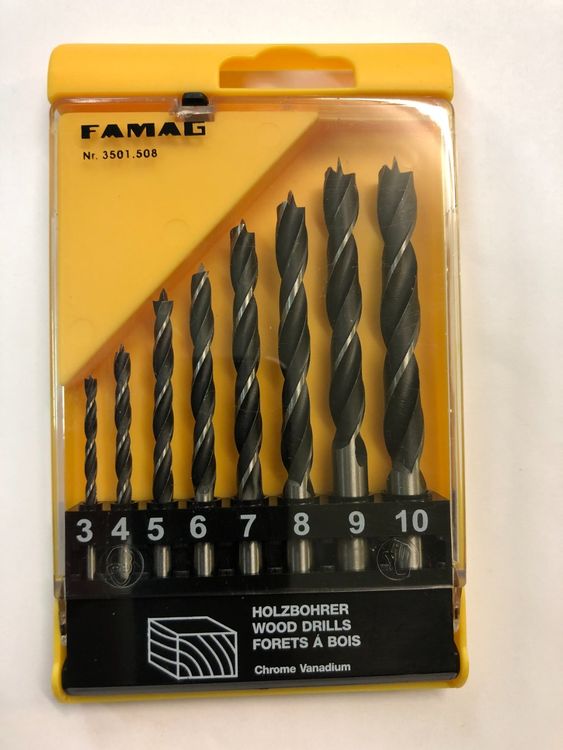 FAMAG
Nr. 3501.508
3 4 5 6 7 8 9 10
HOLZBOHRER
WOOD DRILLS
FORETS Á BOIS
Chrome Vanadium